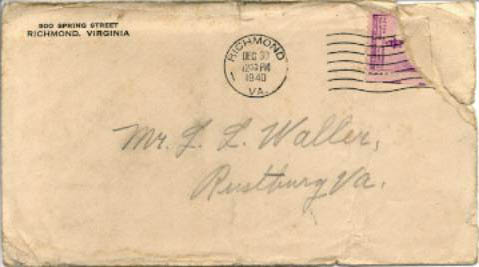 500 SPRING STREET
RICHMOND, VIRGINIA
RICHMOND
DEC 30
1940
VA.
Mr. L. L. Waller,
Rustburg Va.